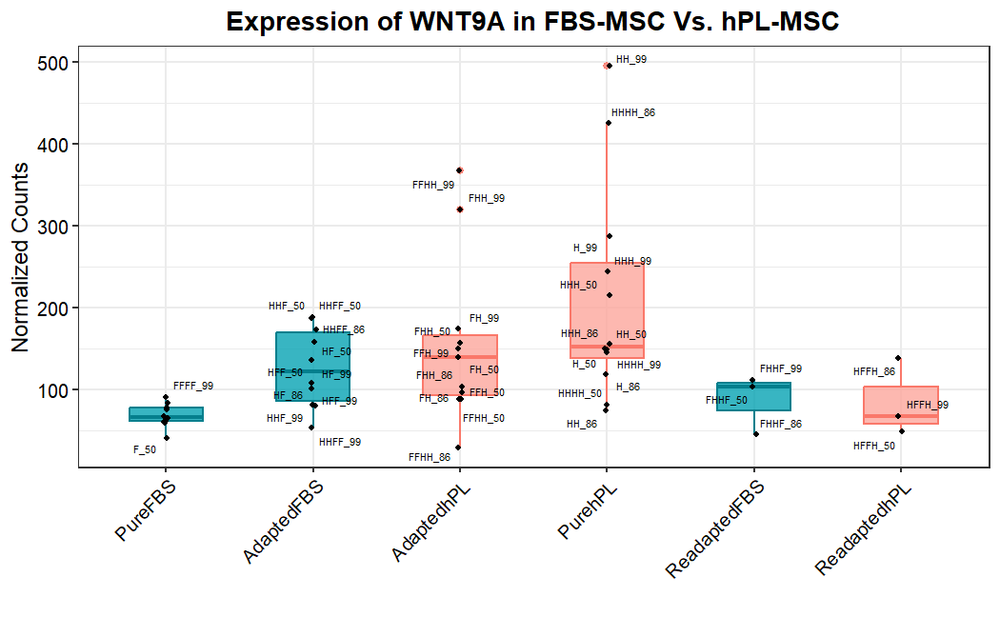 Expression of WNT9A in FBS-MSC Vs. hPL-MSC
Normalized Counts
500
400
300
200
100
FFFF_99
F_50
HHF_50
HHFF_50
HHFF_86
HF_50
HFF_50
HF_99
HF_86
HFF_99
HHF_99
HHFF_99
FFHH_99
FHH_99
FH_99
FHH_50
FFH_99
FH_50
FHH_86
FFH_50
FH_86
FFHH_50
FFHH_86
HH_99
HHHH_86
H_99
HHH_99
HHH_50
HHH_86
HH_50
H_50
HHHH_99
H_86
HHHH_50
HH_86
FHHF_99
FHHF_50
FHHF_86
HFFH_86
HFFH_99
HFFH_50
PureFBS
AdaptedFBS
AdaptedhPL
PurehPL
ReadaptedFBS
ReadaptedhPL